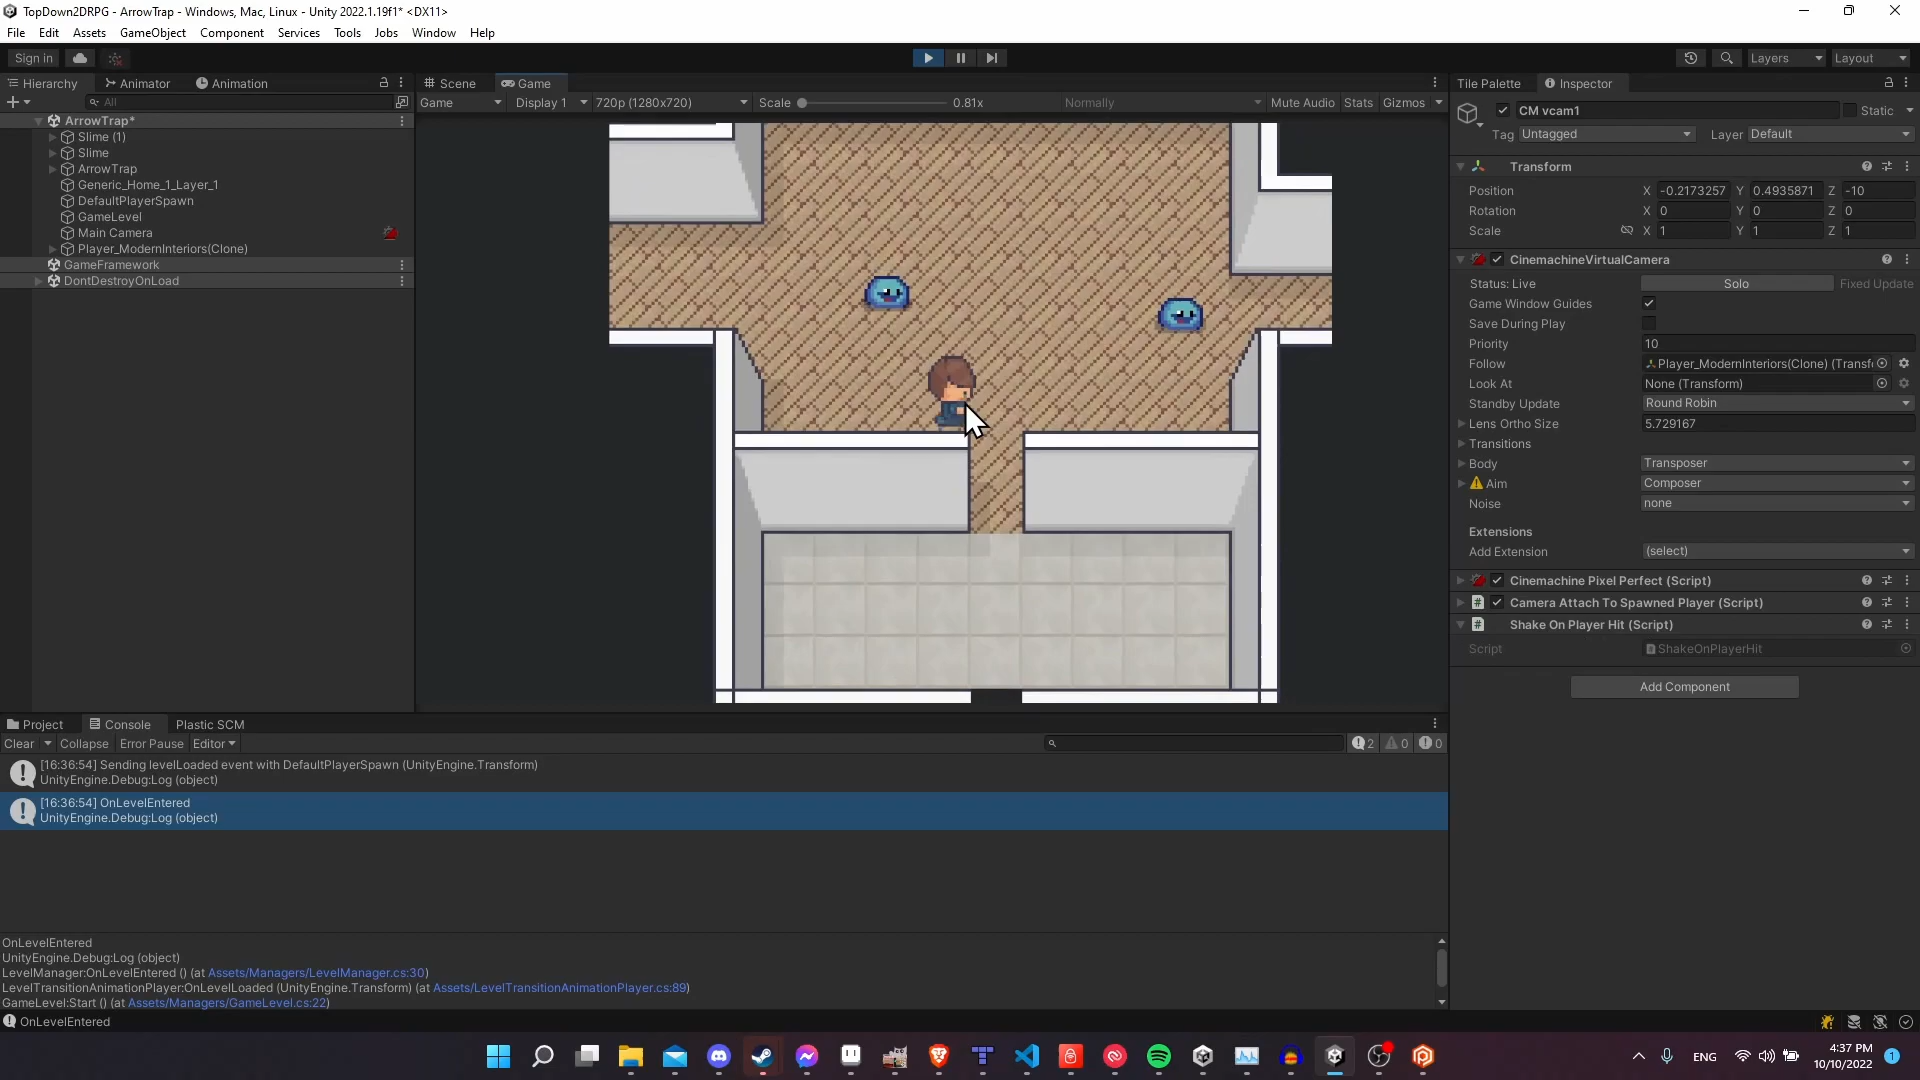 TopDown2DRPG - ArrowTrap - Windows, Mac, Linux - Unity 2022.1.19f1* <DX11>
File Edit Assets GameObject Component Services Tools Jobs Window Help
Sign in
Layers Layout
Hierarchy Animator Animation
All
ArrowTrap*
Slime (1)
Slime
ArrowTrap
Generic_Home_1_Layer_1
DefaultPlayerSpawn
GameLevel
Main Camera
Player_ModernInteriors(Clone)
GameFramework
DontDestroyOnLoad
Scene Game
Game Display 1 720p (1280x720) Scale 0.81x Normally Mute Audio Stats Gizmos
Tile Palette Inspector
CM vcam1 Static
Tag Untagged Layer Default
Transform
Position X -0.2173257 Y 0.4935871 Z -10
Rotation X 0 Y 0 Z 0
Scale X 1 Y 1 Z 1
CinemachineVirtualCamera
Status: Live Solo Fixed Update
Game Window Guides
Save During Play
Priority 10
Follow Player_ModernInteriors(Clone) (Transf
Look At None (Transform)
Standby Update Round Robin
Lens Ortho Size 5.729167
Transitions
Body Transposer
Aim Composer
Noise none
Extensions
Add Extension (select)
Cinemachine Pixel Perfect (Script)
Camera Attach To Spawned Player (Script)
Shake On Player Hit (Script)
Script ShakeOnPlayerHit
Add Component
Project Console Plastic SCM
Clear Collapse Error Pause Editor 2 0 0
[16:36:54] Sending levelLoaded event with DefaultPlayerSpawn (UnityEngine.Transform)
UnityEngine.Debug:Log (object)
[16:36:54] OnLevelEntered
UnityEngine.Debug:Log (object)
OnLevelEntered
UnityEngine.Debug:Log (object)
LevelManager:OnLevelEntered () (at Assets/Managers/LevelManager.cs:30)
LevelTransitionAnimationPlayer:OnLevelLoaded (UnityEngine.Transform) (at Assets/LevelTransitionAnimationPlayer.cs:89)
GameLevel:Start () (at Assets/Managers/GameLevel.cs:22)
OnLevelEntered
ENG
4:37 PM
10/10/2022
1